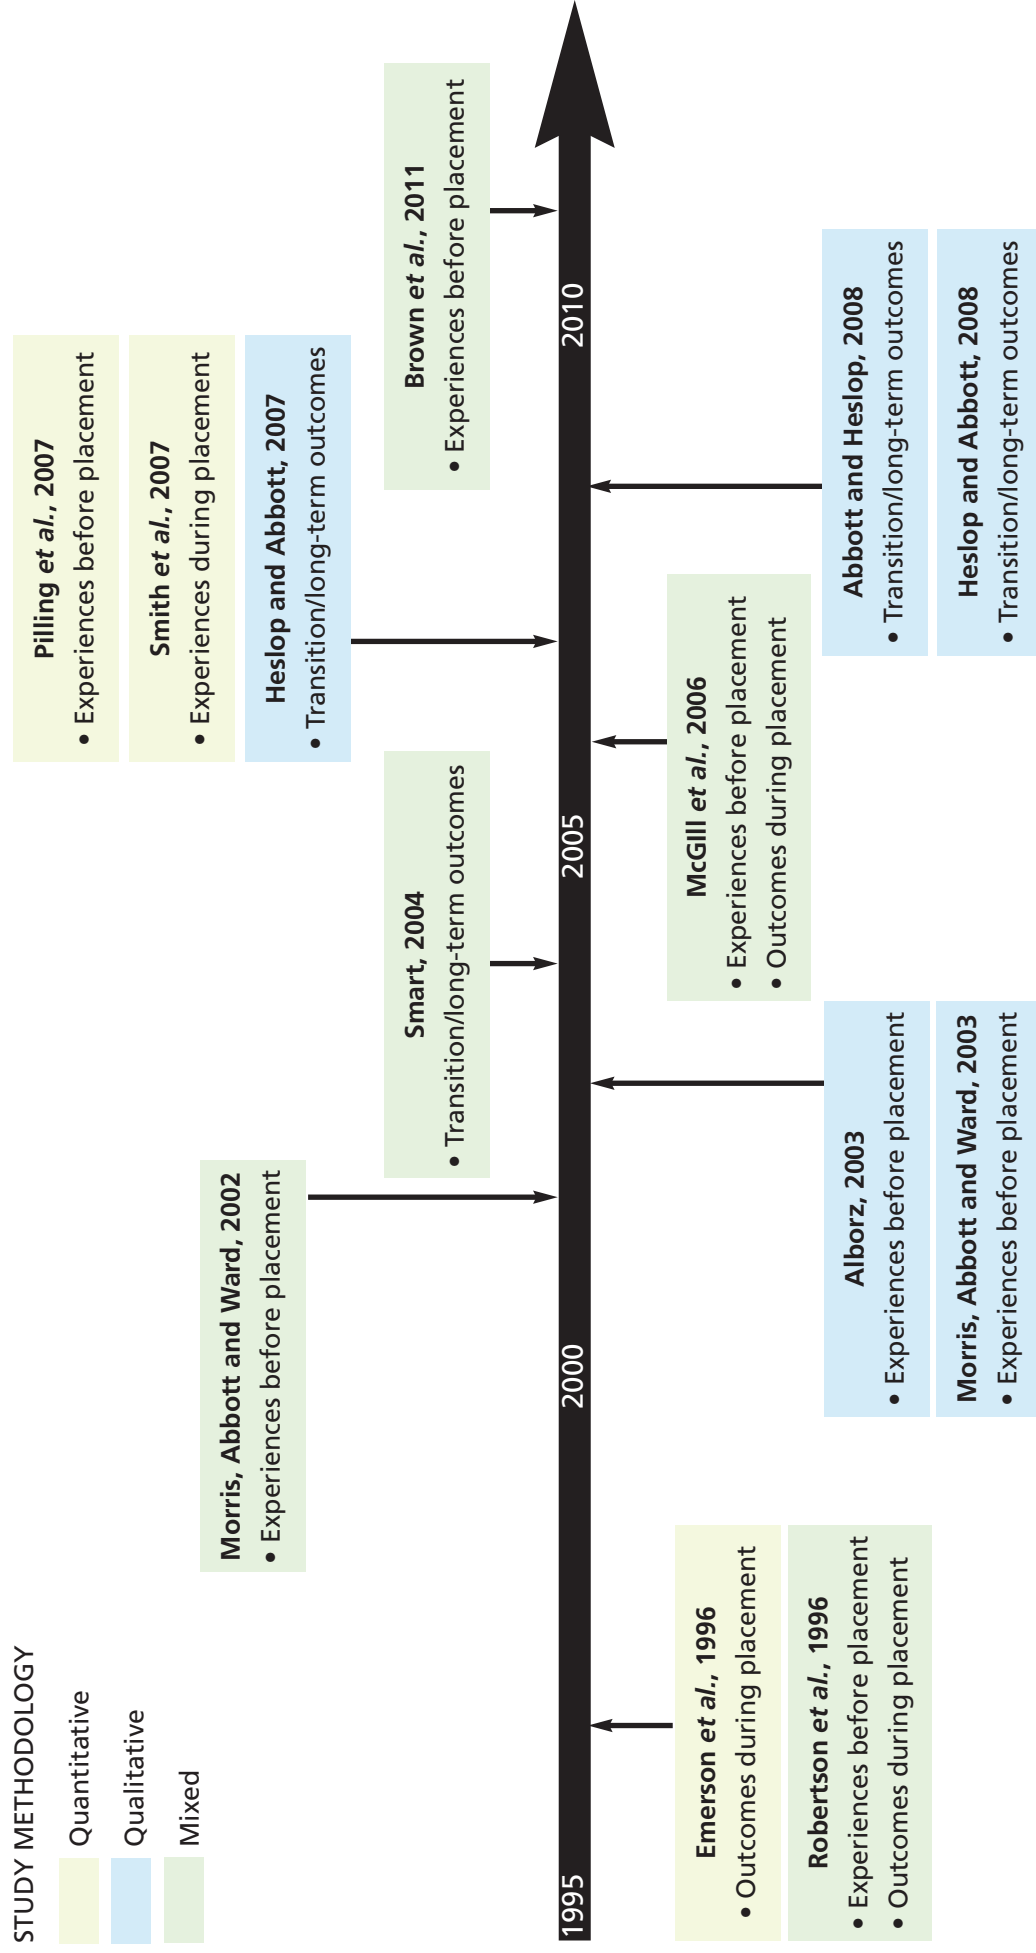 STUDY METHODOLOGY
Quantitative
Qualitative
Mixed
Pilling et al., 2007
• Experiences before placement
Smith et al., 2007
• Experiences during placement
Heslop and Abbott, 2007
• Transition/long-term outcomes
Morris, Abbott and Ward, 2002
• Experiences before placement
Smart, 2004
• Transition/long-term outcomes
Brown et al., 2011
• Experiences before placement
1995
2000
2005
2010
Emerson et al., 1996
• Outcomes during placement
Robertson et al., 1996
• Experiences before placement
• Outcomes during placement
McGIll et al., 2006
• Experiences before placement
• Outcomes during placement
Alborz, 2003
• Experiences before placement
Morris, Abbott and Ward, 2003
• Experiences before placement
Abbott and Heslop, 2008
• Transition/long-term outcomes
Heslop and Abbott, 2008
• Transition/long-term outcomes